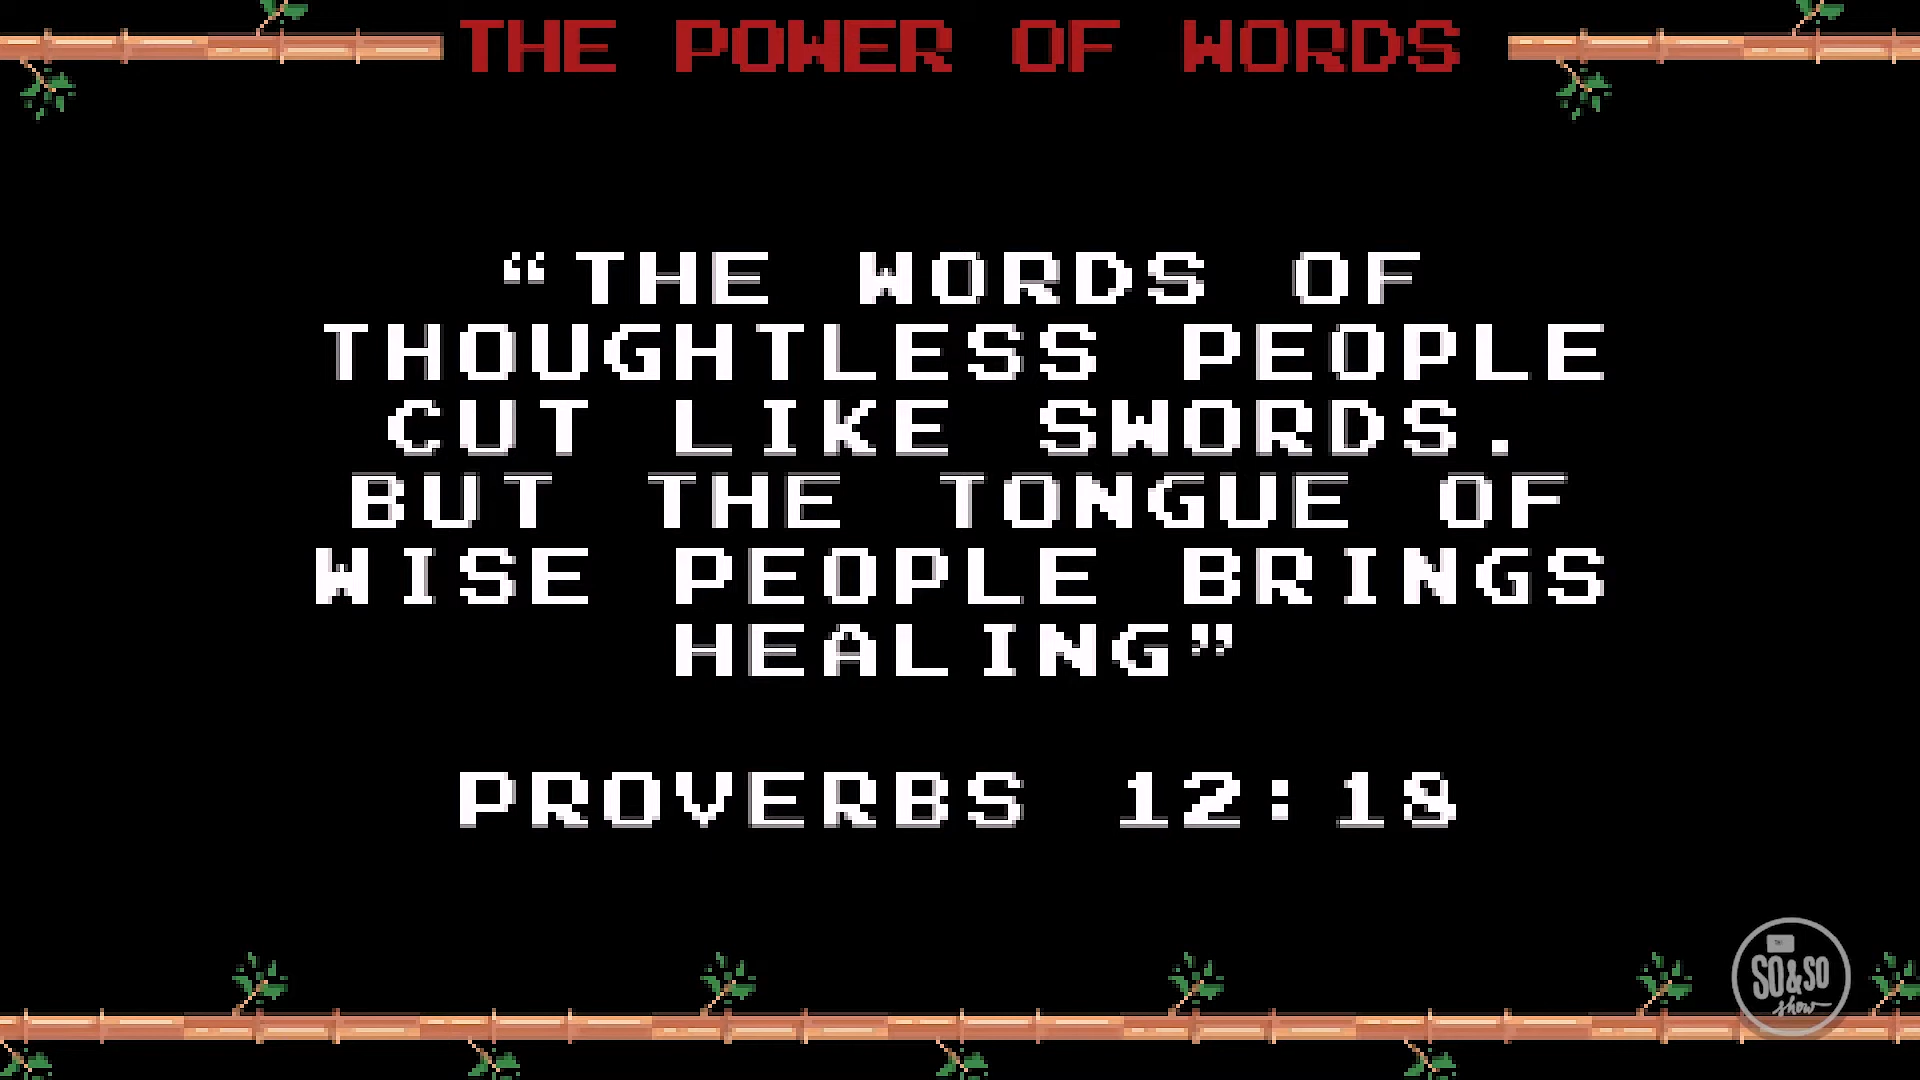 THE POWER OF WORDS
“THE WORDS OF
THOUGHTLESS PEOPLE
CUT LIKE SWORDS.
BUT THE TONGUE OF
WISE PEOPLE BRINGS
HEALING”
PROVERBS 12:18
SO&SO
show